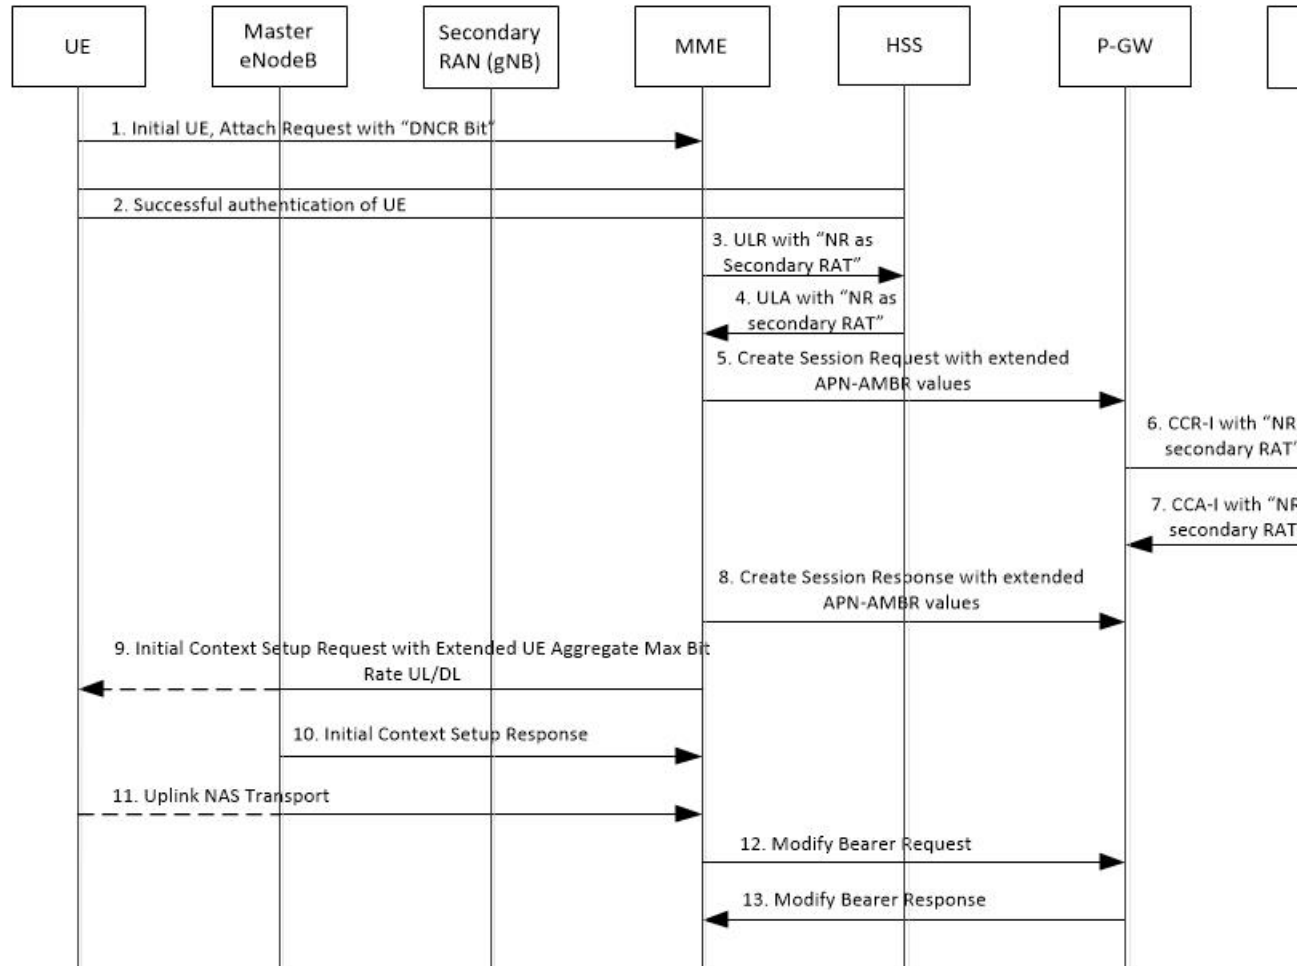 UE
Master
eNodeB
Secondary
RAN (gNB)
MME
HSS
P-GW
1. Initial UE, Attach Request with “DNCR Bit”
2. Successful authentication of UE
3. ULR with “NR as
Secondary RAT”
4. ULA with “NR as
secondary RAT”
5. Create Session Request with extended
APN-AMBR values
6. CCR-I with “NR
secondary RAT”
7. CCA-I with “NR
secondary RAT
8. Create Session Response with extended
APN-AMBR values
9. Initial Context Setup Request with Extended UE Aggregate Max Bit
Rate UL/DL
10. Initial Context Setup Response
11. Uplink NAS Transport
12. Modify Bearer Request
13. Modify Bearer Response